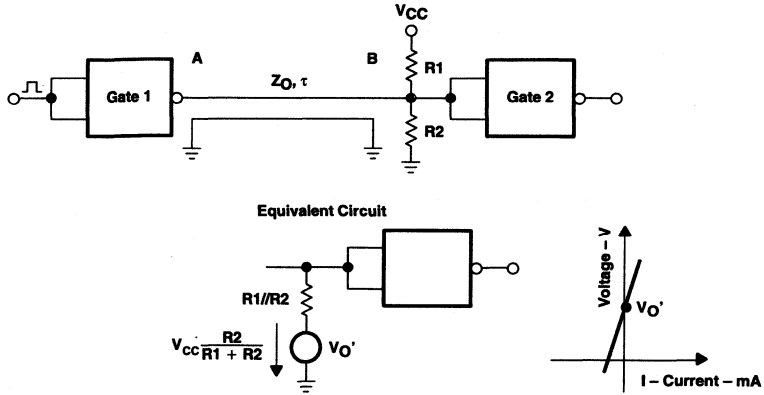 VCC
A
B
R1
ZO, τ
Gate 1
Gate 2
R2
Equivalent Circuit
R1//R2
VCC R2
R1 + R2
VO'
Voltage – V
VO'
I – Current – mA